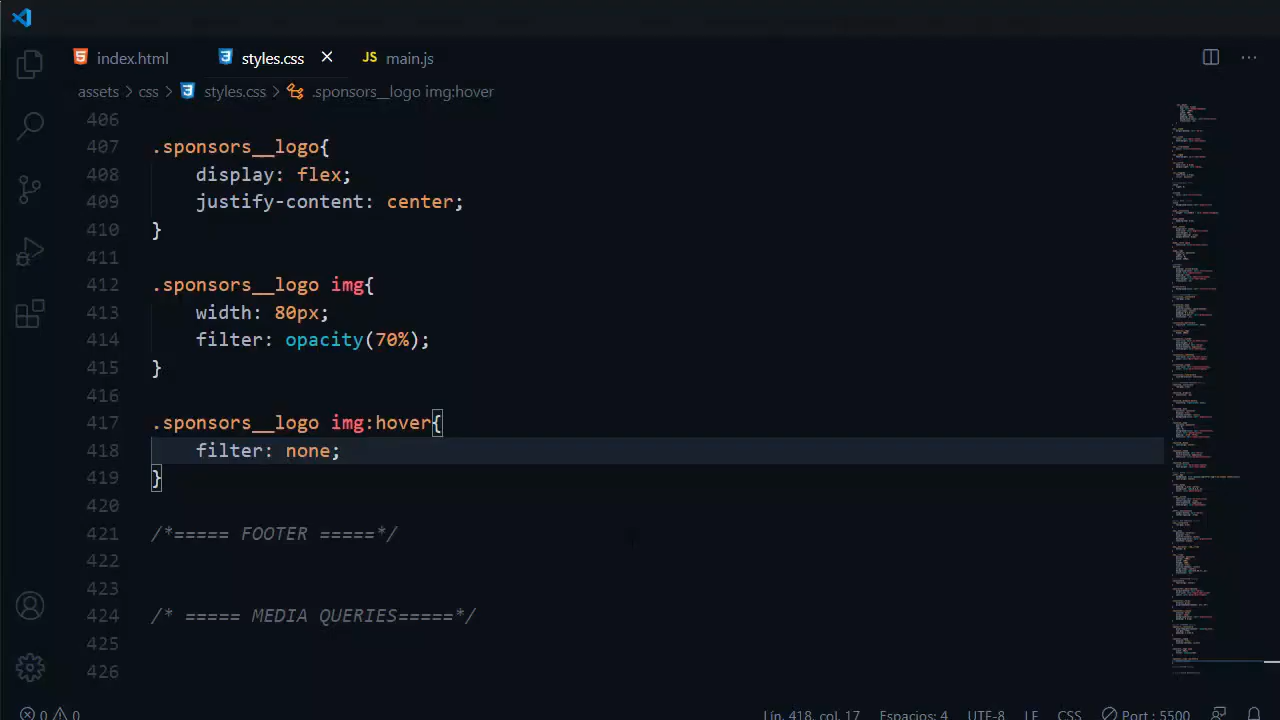 index.html styles.css × JS main.js ···
assets > css > styles.css > .sponsors__logo img:hover
406
407 .sponsors__logo{
408 display: flex;
409 justify-content: center;
410 }
411
412 .sponsors__logo img{
413 width: 80px;
414 filter: opacity(70%);
415 }
416
417 .sponsors__logo img:hover{
418 filter: none;
419 }
420
421 /*===== FOOTER =====*/
422
423
424 /* ===== MEDIA QUERIES=====*/
425
426
0 0 Lín. 418, col. 17 Espacios: 4 UTF-8 LF CSS Port : 5500